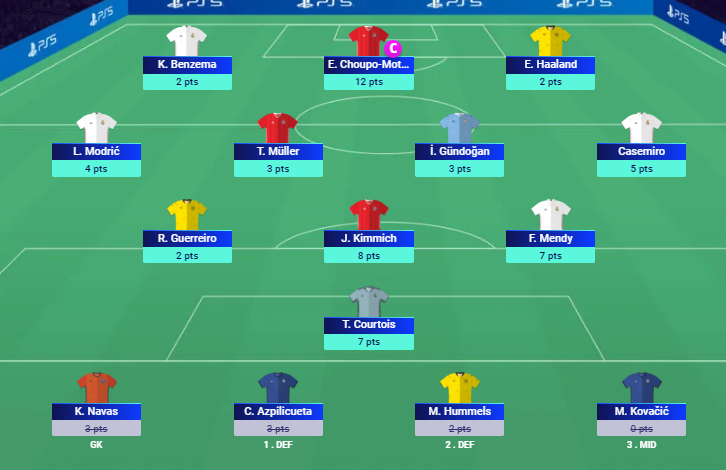 PS5 PS5 PS5 PS5
PS5 PS5
K. Benzema
2 pts
C
E. Choupo-Mot...
12 pts
E. Haaland
2 pts
L. Modrić
4 pts
T. Müller
3 pts
İ. Gündoğan
3 pts
Casemiro
5 pts
R. Guerreiro
2 pts
J. Kimmich
8 pts
F. Mendy
7 pts
T. Courtois
7 pts
K. Navas
3 pts
GK
C. Azpilicueta
3 pts
1. DEF
M. Hummels
2 pts
2. DEF
M. Kovačić
0 pts
3. MID